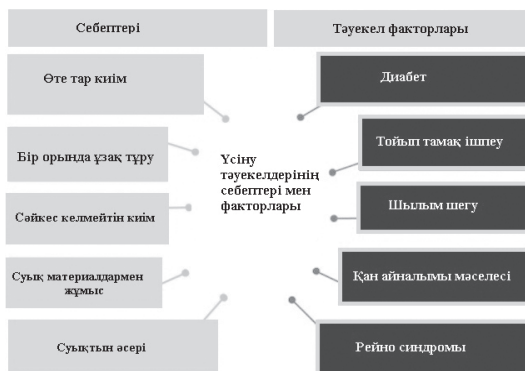 Себептері
Тәуекел факторлары
Өте тар киім
Бір орында ұзақ тұру
Сәйкес келмейтін киім
Суық материалдармен
жұмыс
Суықтын әсері
Үсіну
тәуекелдерінің
себептері мен
факторлары
Диабет
Тойып тамақ ішпеу
Шылым шегу
Қан айналымы мәселесі
Рейно синдромы